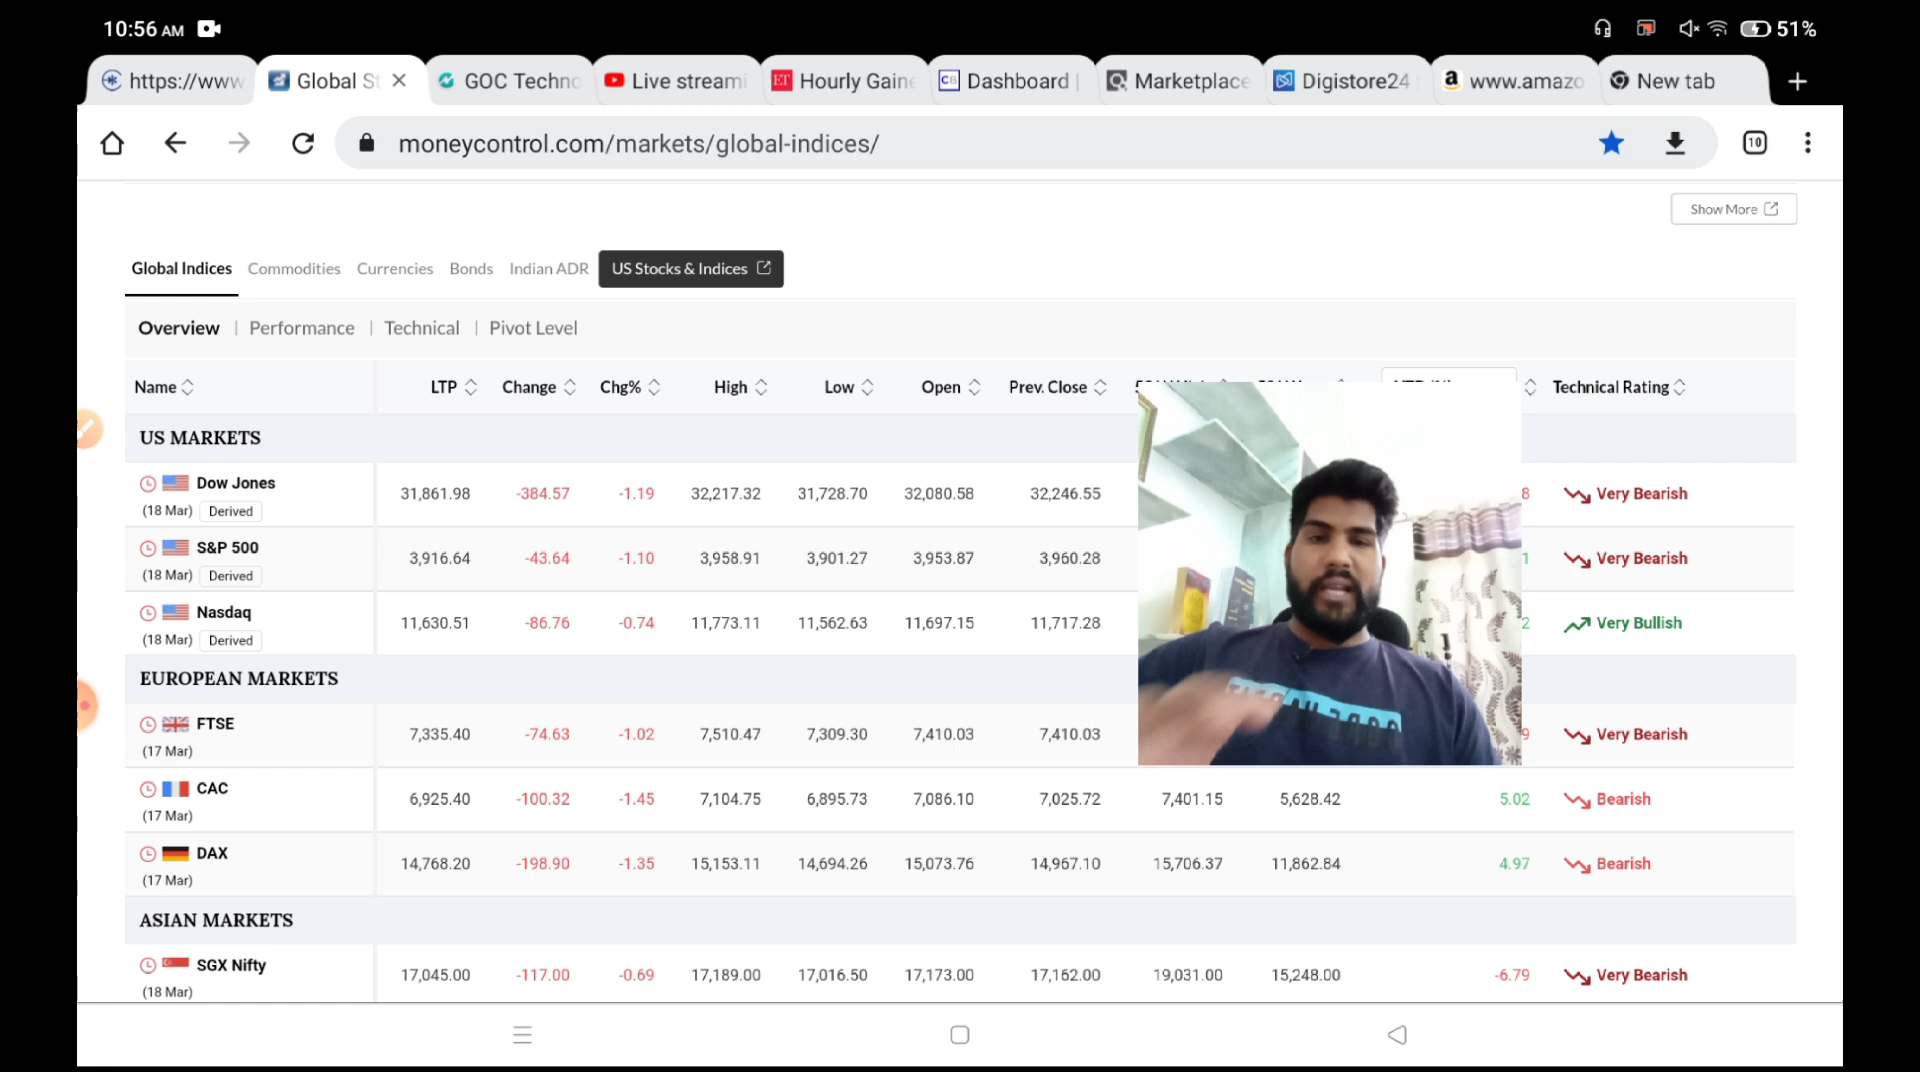 10:56 AM 51%
https://www Global St GOC Techno Live streami ET Hourly Gaine CB Dashboard | Marketplace Digistore24 a www.amazo New tab
moneycontrol.com/markets/global-indices/ 10
Show More
Global Indices Commodities Currencies Bonds Indian ADR US Stocks & Indices
Overview | Performance | Technical | Pivot Level
Name LTP Change Chg% High Low Open Prev. Close Technical Rating
US MARKETS
Dow Jones
(18 Mar) Derived
31,861.98 -384.57 -1.19 32,217.32 31,728.70 32,080.58 32,246.55 8 Very Bearish
S&P 500
(18 Mar) Derived
3,916.64 -43.64 -1.10 3,958.91 3,901.27 3,953.87 3,960.28 1 Very Bearish
Nasdaq
(18 Mar) Derived
11,630.51 -86.76 -0.74 11,773.11 11,562.63 11,697.15 11,717.28 2 Very Bullish
EUROPEAN MARKETS
FTSE
(17 Mar)
7,335.40 -74.63 -1.02 7,510.47 7,309.30 7,410.03 7,410.03 9 Very Bearish
CAC
(17 Mar)
6,925.40 -100.32 -1.45 7,104.75 6,895.73 7,086.10 7,025.72 7,401.15 5,628.42 5.02 Bearish
DAX
(17 Mar)
14,768.20 -198.90 -1.35 15,153.11 14,694.26 15,073.76 14,967.10 15,706.37 11,862.84 4.97 Bearish
ASIAN MARKETS
SGX Nifty
(18 Mar)
17,045.00 -117.00 -0.69 17,189.00 17,016.50 17,173.00 17,162.00 19,031.00 15,248.00 -6.79 Very Bearish